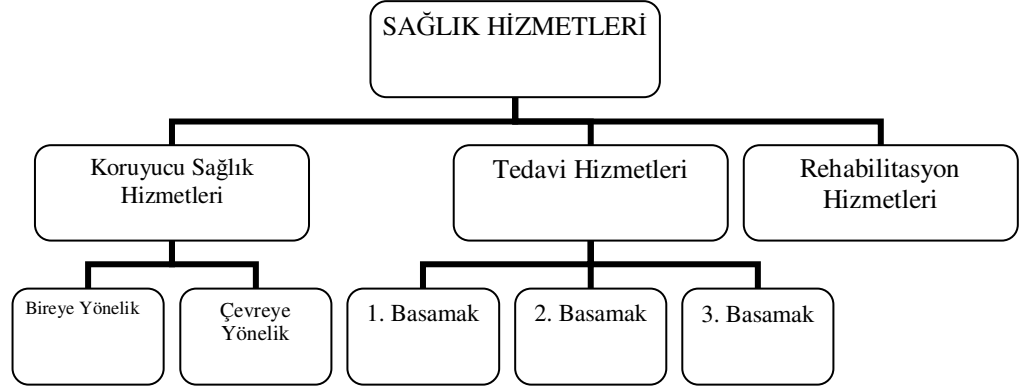 SAĞLIK HİZMETLERİ
Koruyucu Sağlık
Hizmetleri
Tedavi Hizmetleri
Rehabilitasyon
Hizmetleri
Bireye Yönelik
Çevreye
Yönelik
1. Basamak
2. Basamak
3. Basamak